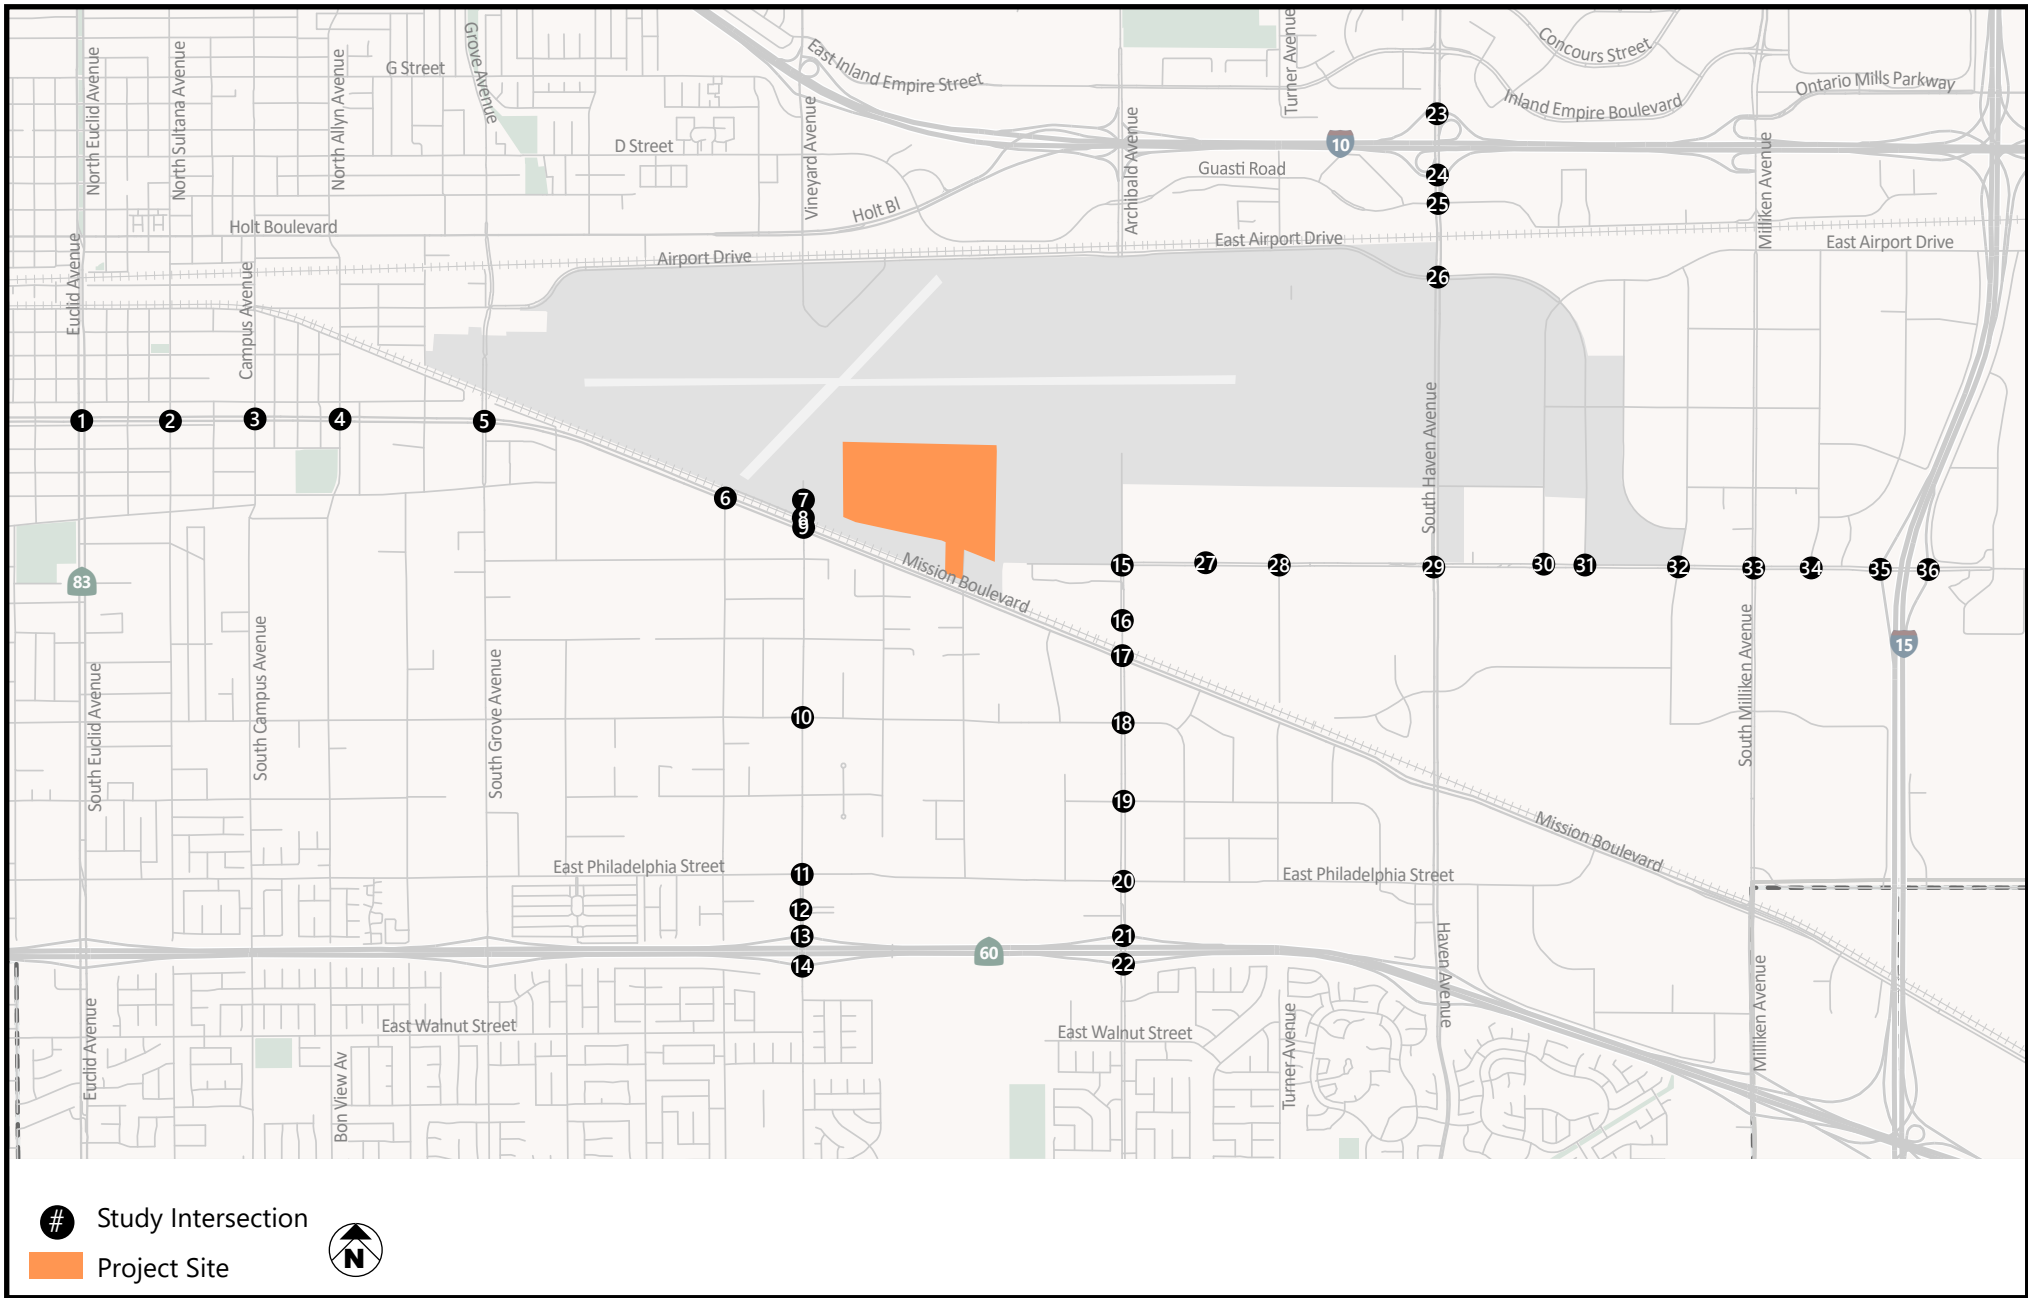 Grove Avenue
Turner Avenue
Concours Street
East Inland Empire Street
G Street
North Euclid Avenue
North Sultana Avenue
North Allyn Avenue
Ontario Mills Parkway
Inland Empire Boulevard
Vineyard Avenue
Archibald Avenue
23
D Street
10
Milliken Avenue
Guasti Road
24
25
Holt Bl
Holt Boulevard
East Airport Drive
East Airport Drive
Airport Drive
Euclid Avenue
Campus Avenue
26
1
2
3
4
5
South Haven Avenue
6
7
8
9
Mission Boulevard
15
27
28
29
30
31
32
33
34
35
36
83
16
17
15
South Euclid Avenue
South Campus Avenue
South Grove Avenue
South Milliken Avenue
10
18
19
Mission Boulevard
East Philadelphia Street
11
20
East Philadelphia Street
12
13
21
60
14
22
Haven Avenue
Milliken Avenue
Euclid Avenue
East Walnut Street
East Walnut Street
Turner Avenue
Bon View Av
# Study Intersection
Project Site
N